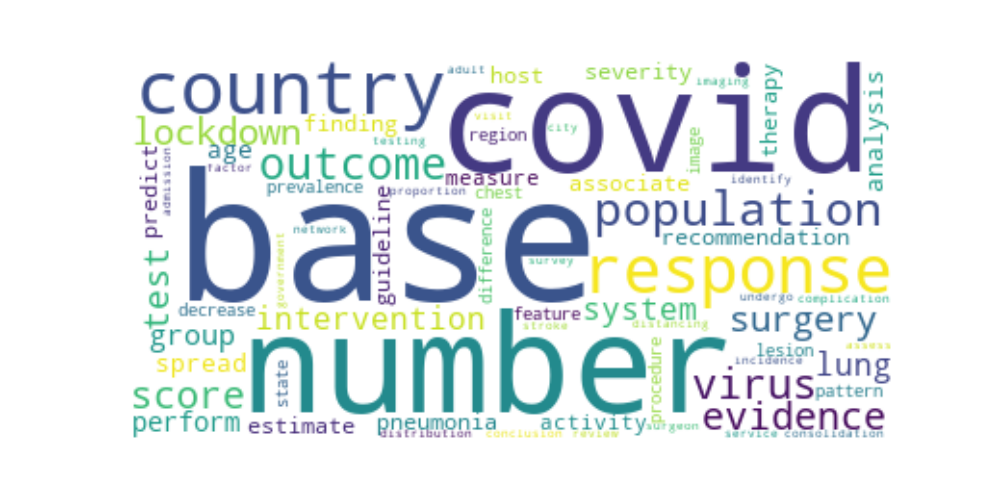 country
adult
host
severity
imaging
covid
therapy
analysis
lockdown
finding
visit
city
region
testing
image
age
factor
outcome
measure
associate
identify
predict
admission
prevalence
proportion
chest
base
guideline
difference
population
recommendation
network
government
survey
response
test
decrease
intervention
feature
system
undergo
complication
stroke
distancing
surgery
group
number
assess
spread
state
procedure
lesion
incidence
lung
virus
pattern
score
evidence
perform
estimate
pneumonia
activity
surgeon
distribution
conclusion
review
service
consolidation